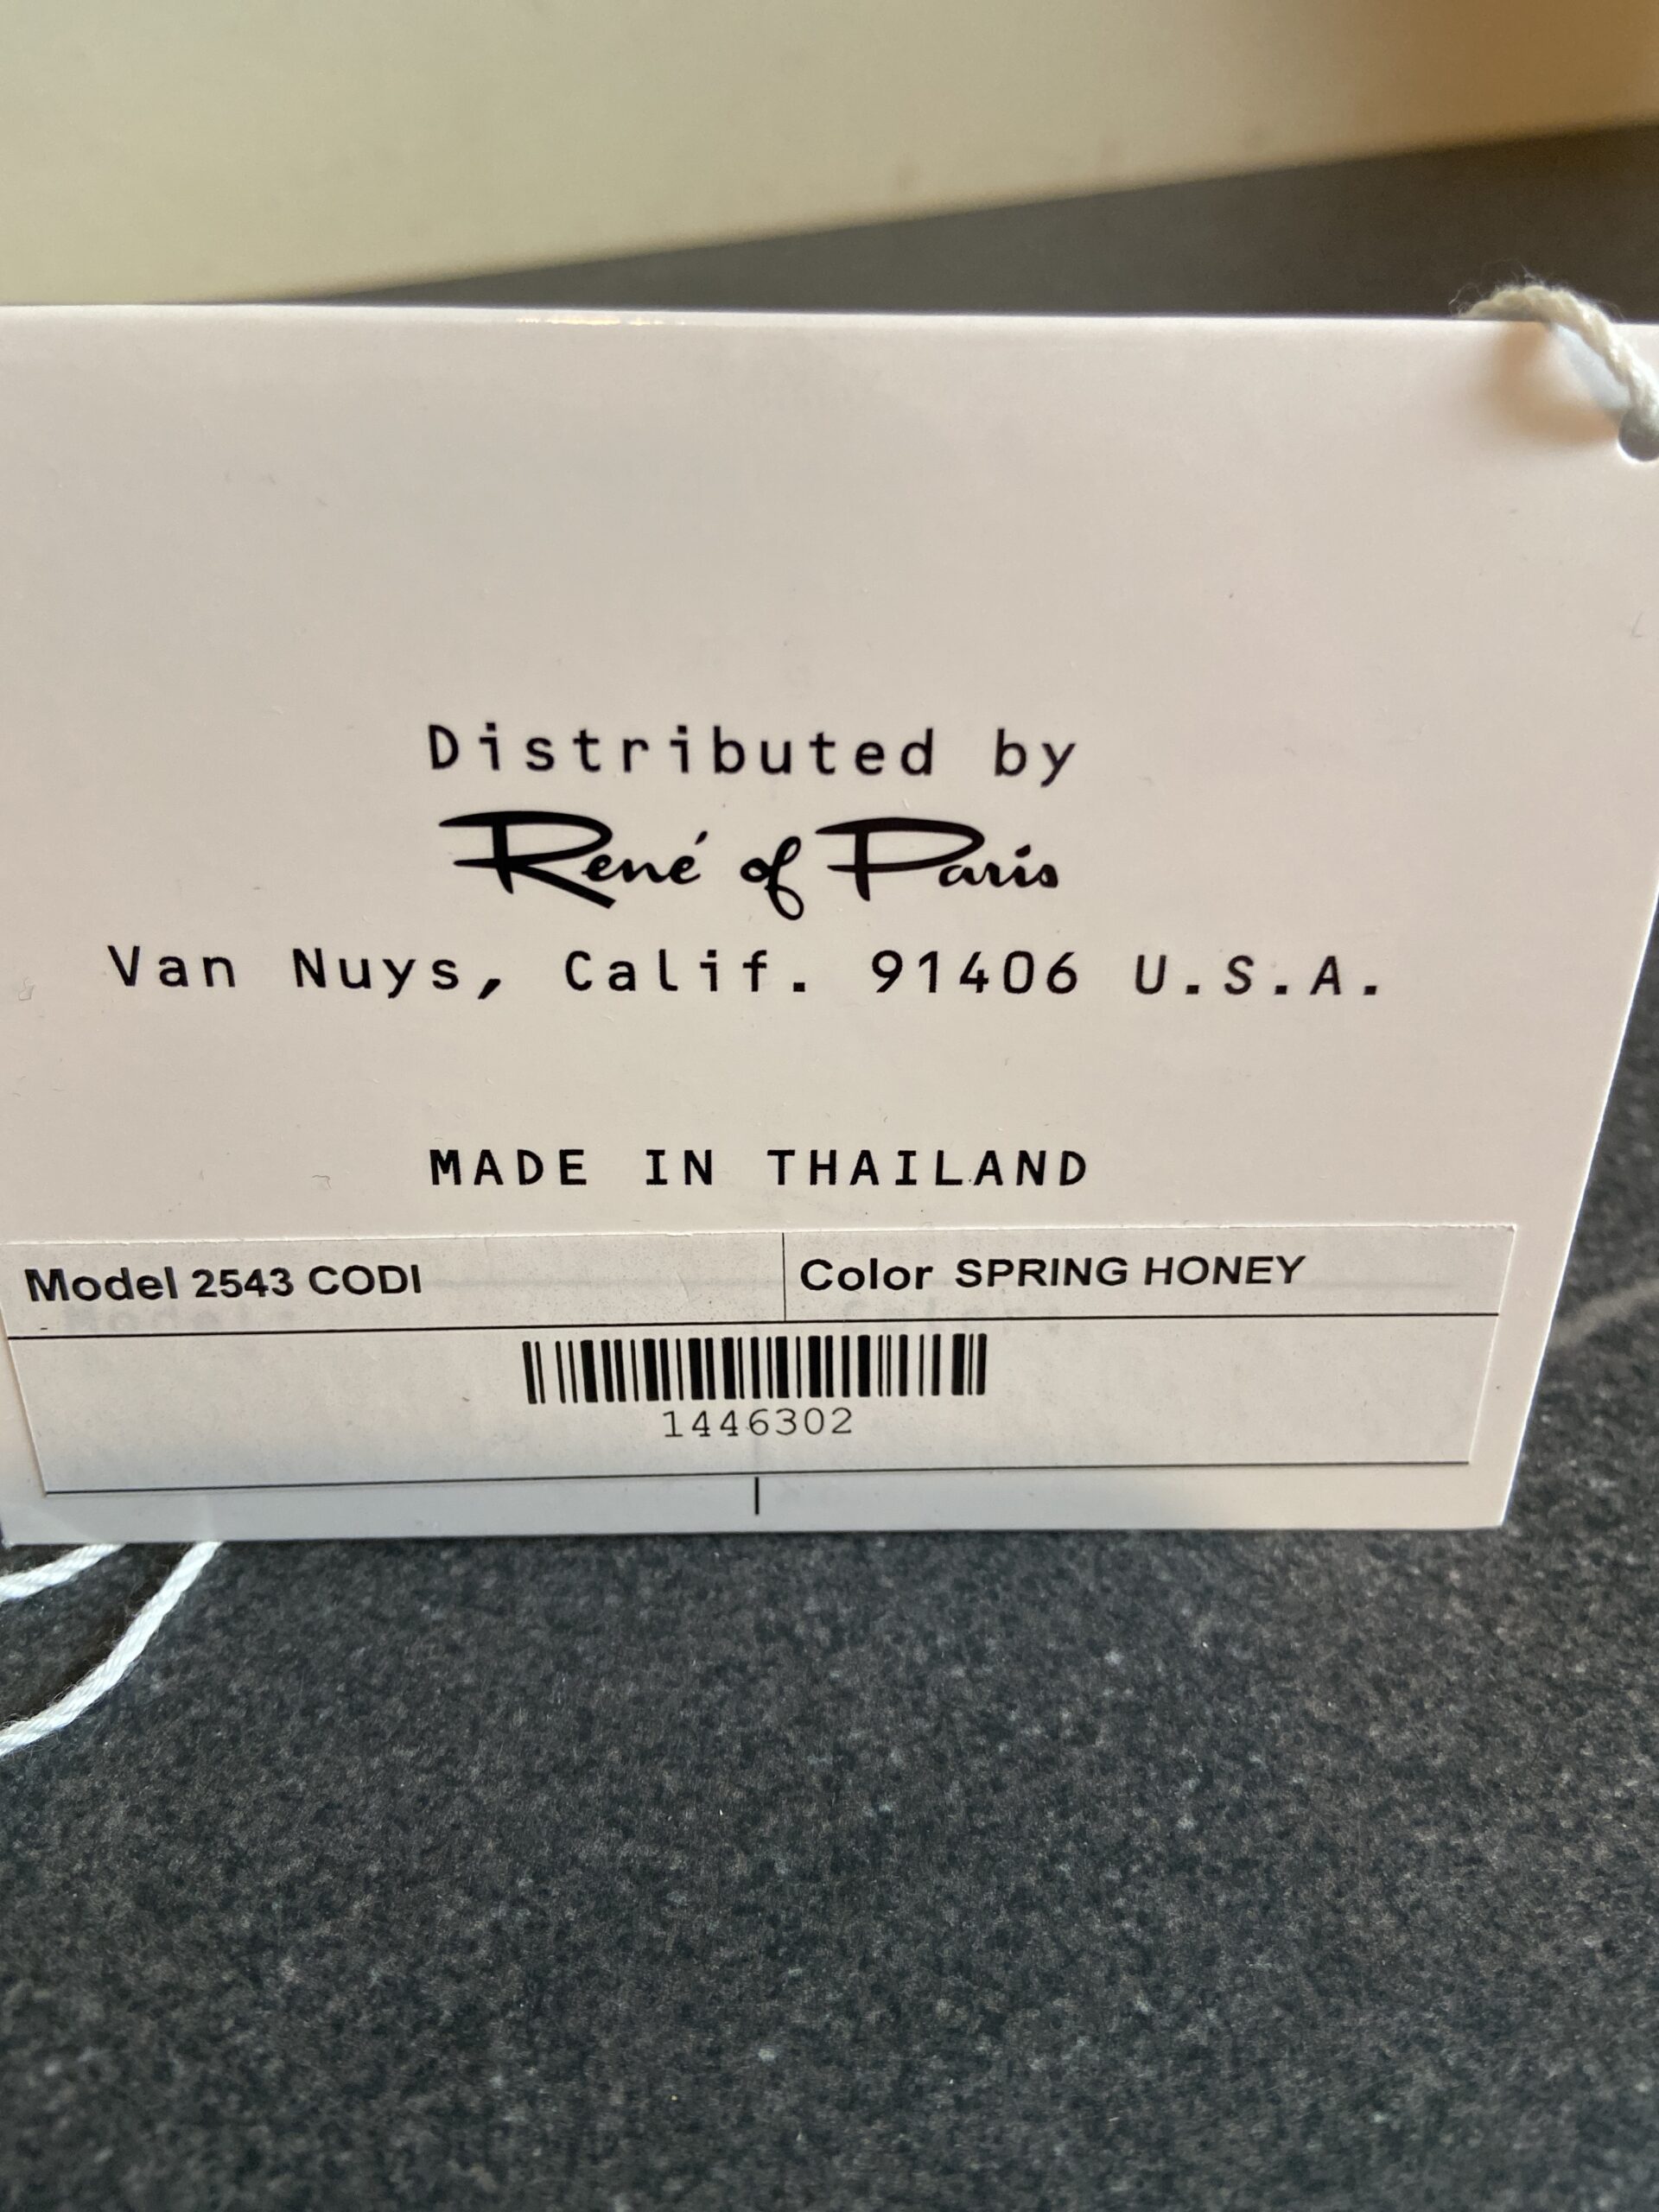 Distributed by
René of Paris
Van Nuys, Calif. 91406 U.S.A.
MADE IN THAILAND
Model 2543 CODI
Color SPRING HONEY
1446302